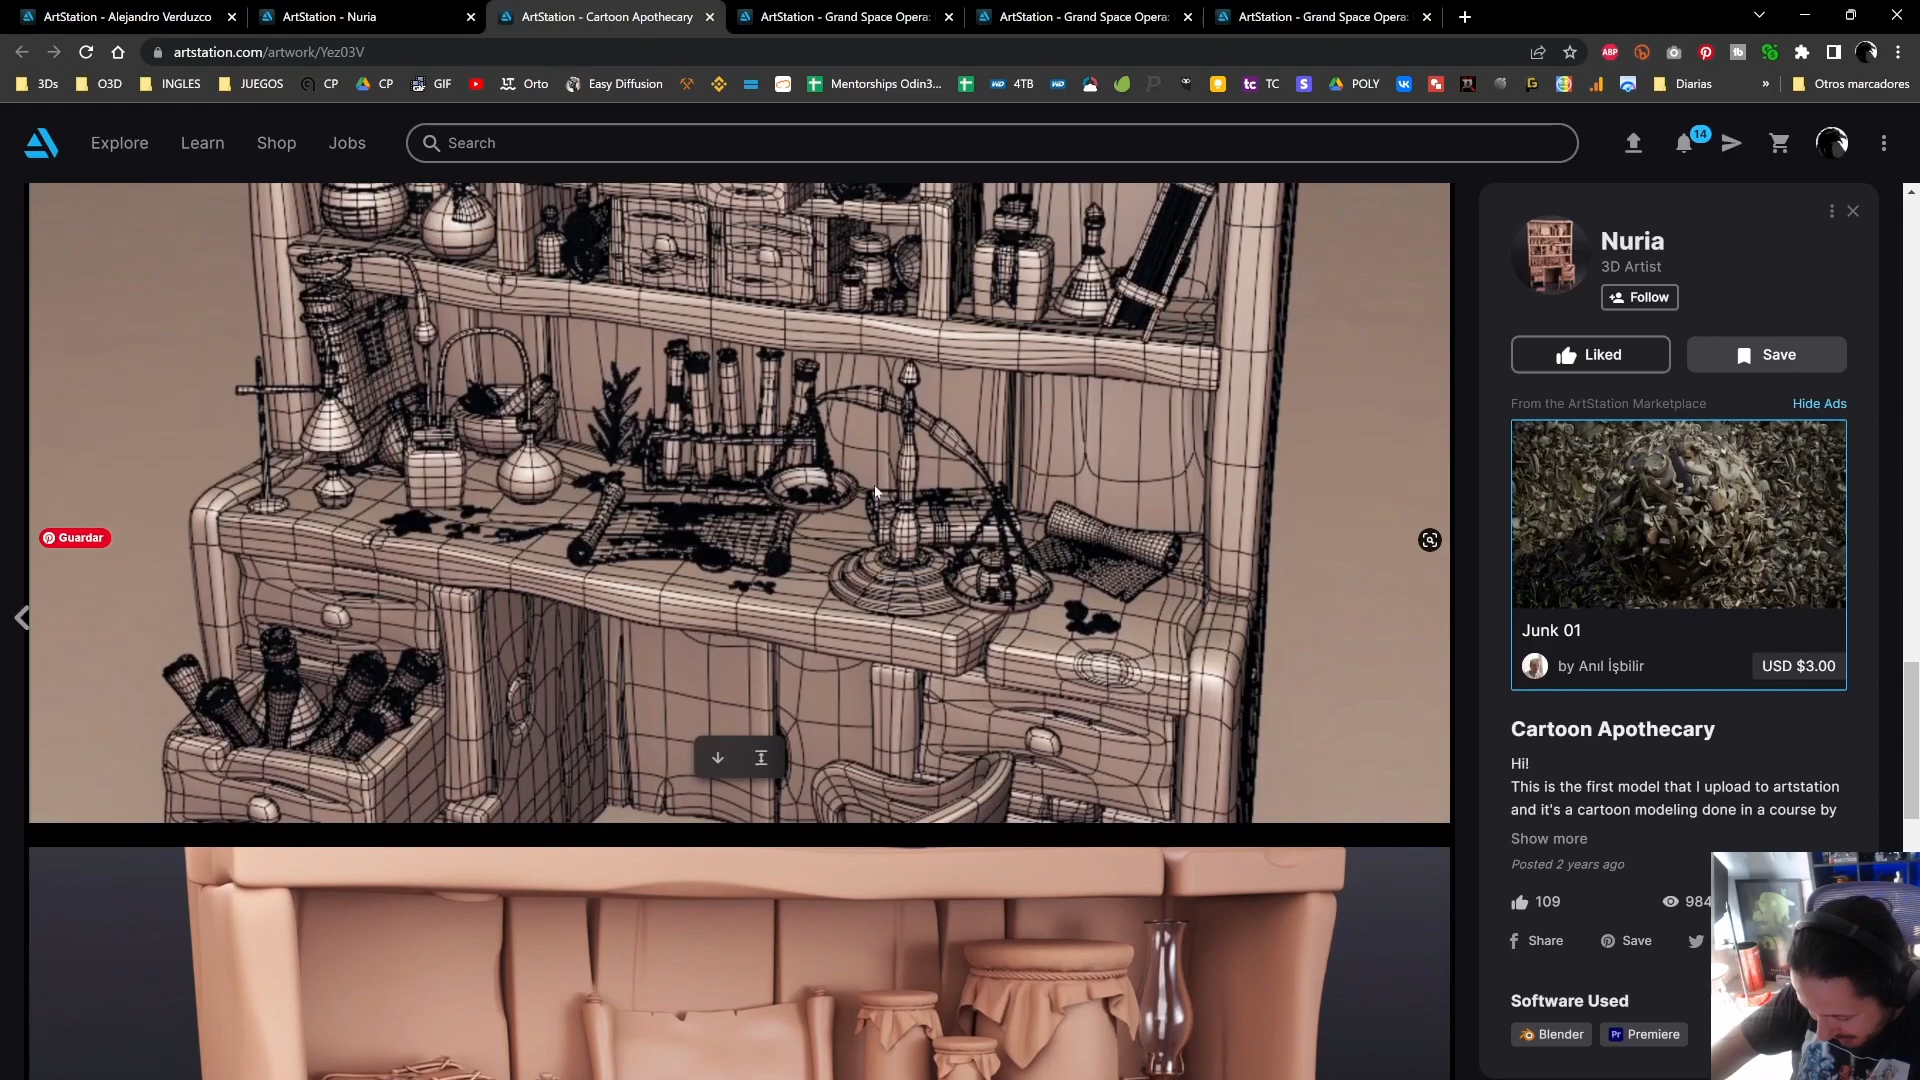 ArtStation - Alejandro Verduzco
ArtStation - Nuria
ArtStation - Cartoon Apothecary
ArtStation - Grand Space Opera:
ArtStation - Grand Space Opera:
ArtStation - Grand Space Opera:
artstation.com/artwork/Yez03V
ABP
3Ds
O3D
INGLES
JUEGOS
CP
CP
GIF
Orto
Easy Diffusion
Mentorships Odin3...
4TB
TC
POLY
Diarias
Otros marcadores
Explore
Learn
Shop
Jobs
Search
14
Guardar
Nuria
3D Artist
Follow
Liked
Save
From the ArtStation Marketplace
Hide Ads
Junk 01
by Anıl İşbilir
USD $3.00
Cartoon Apothecary
Hi!
This is the first model that I upload to artstation
and it's a cartoon modeling done in a course by
Show more
Posted 2 years ago
109
984
Share
Save
Software Used
Blender
Pr Premiere